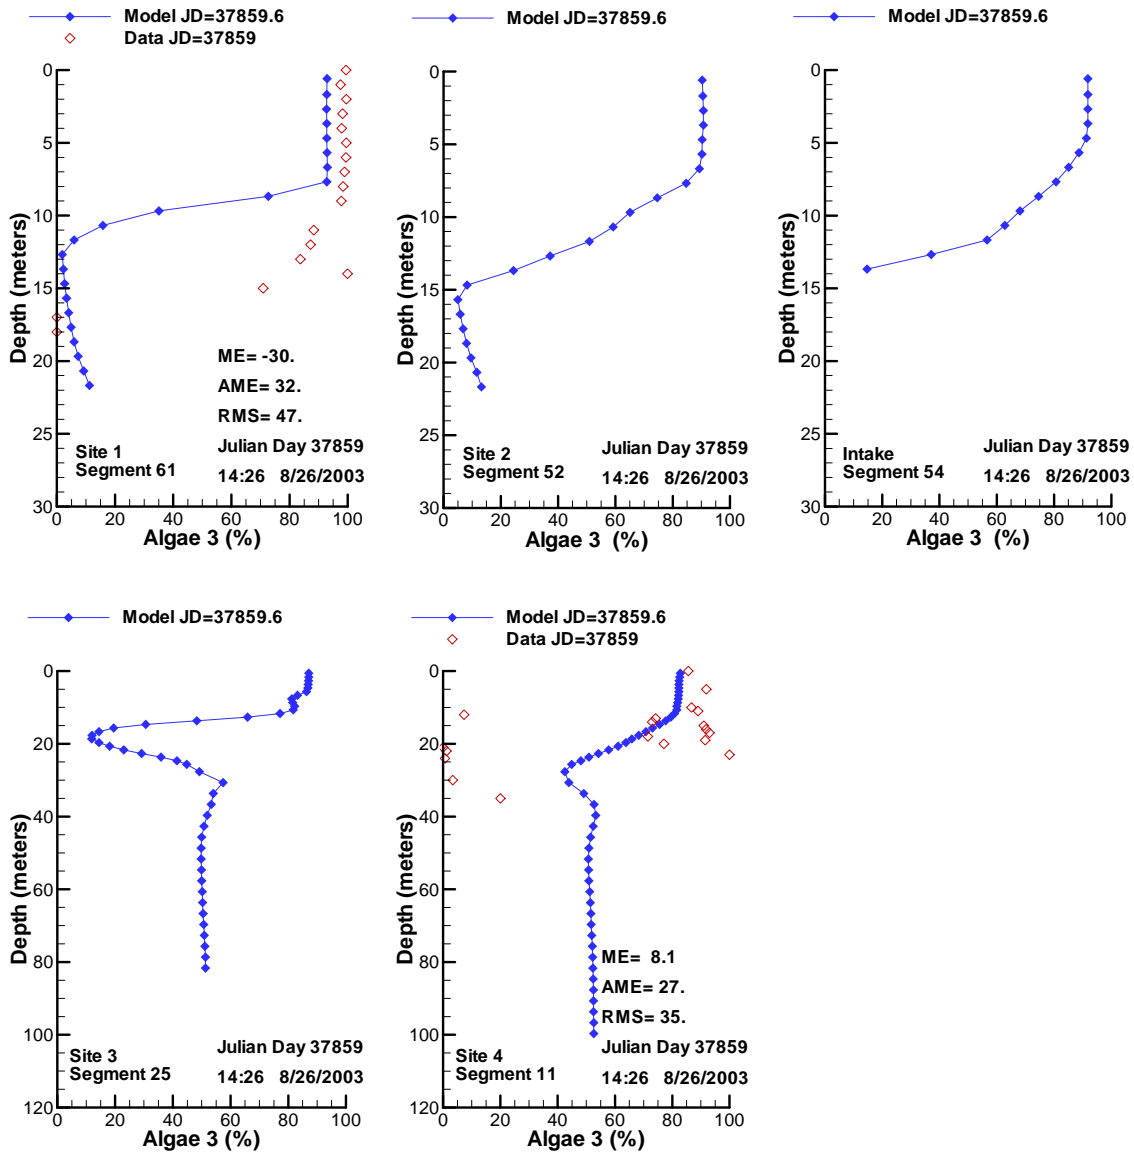 Model JD=37859.6
Data JD=37859
0
5
10
15
20
25
30
Depth (meters)
ME= -30.
AME= 32.
RMS= 47.
Site 1
Segment 61
Julian Day 37859
14:26 8/26/2003
0 20 40 60 80 100
Algae 3 (%)
Model JD=37859.6
0
5
10
15
20
25
30
Depth (meters)
Site 2
Segment 52
Julian Day 37859
14:26 8/26/2003
0 20 40 60 80 100
Algae 3 (%)
Model JD=37859.6
0
5
10
15
20
25
30
Depth (meters)
Intake
Segment 54
Julian Day 37859
14:26 8/26/2003
0 20 40 60 80 100
Algae 3 (%)
Model JD=37859.6
0
20
40
60
80
100
120
Depth (meters)
Site 3
Segment 25
Julian Day 37859
14:26 8/26/2003
0 20 40 60 80 100
Algae 3 (%)
Model JD=37859.6
Data JD=37859
0
20
40
60
80
100
120
Depth (meters)
ME= 8.1
AME= 27.
RMS= 35.
Site 4
Segment 11
Julian Day 37859
14:26 8/26/2003
0 20 40 60 80 100
Algae 3 (%)